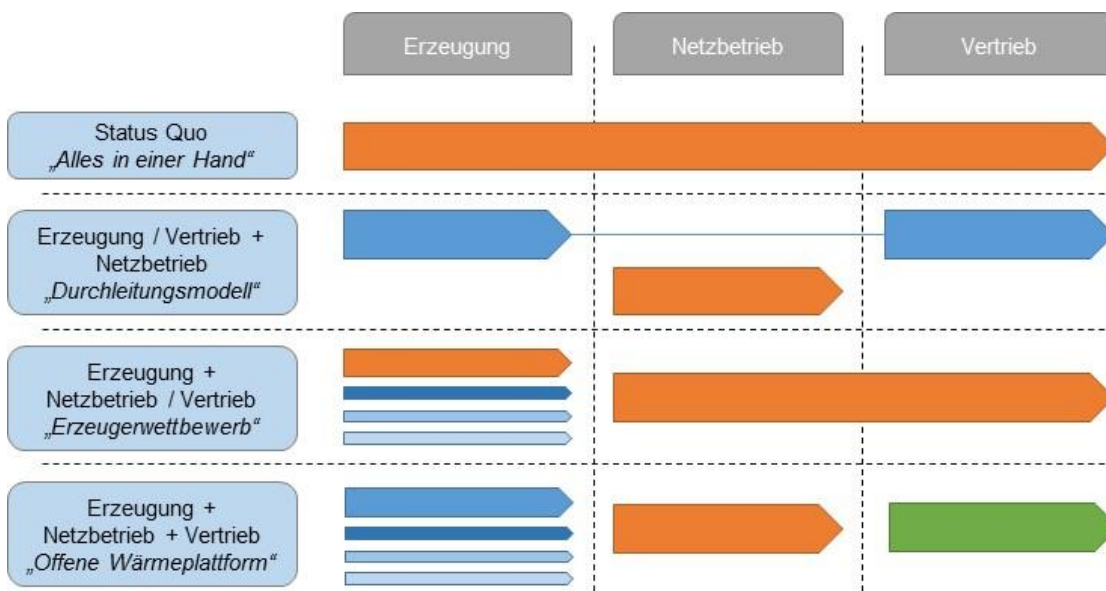 Erzeugung
Netzbetrieb
Vertrieb
Status Quo
„Alles in einer Hand“
Erzeugung / Vertrieb +
Netzbetrieb
„Durchleitungsmodell“
Erzeugung +
Netzbetrieb / Vertrieb
„Erzeugerwettbewerb“
Erzeugung +
Netzbetrieb + Vertrieb
„Offene Wärmeplattform“